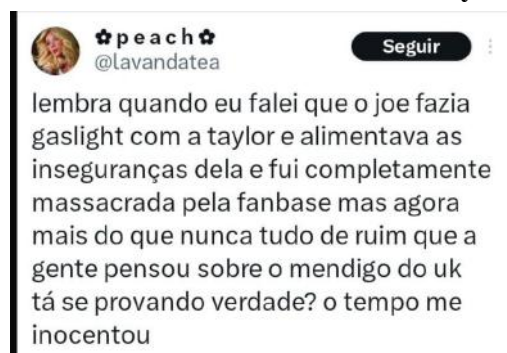 ✿peach✿
Seguir
@lavandatea
lembra quando eu falei que o joe fazia
gaslight com a taylor e alimentava as
inseguranças dela e fui completamente
massacrada pela fanbase mas agora
mais do que nunca tudo de ruim que a
gente pensou sobre o mendigo do uk
tá se provando verdade? o tempo me
inocentou